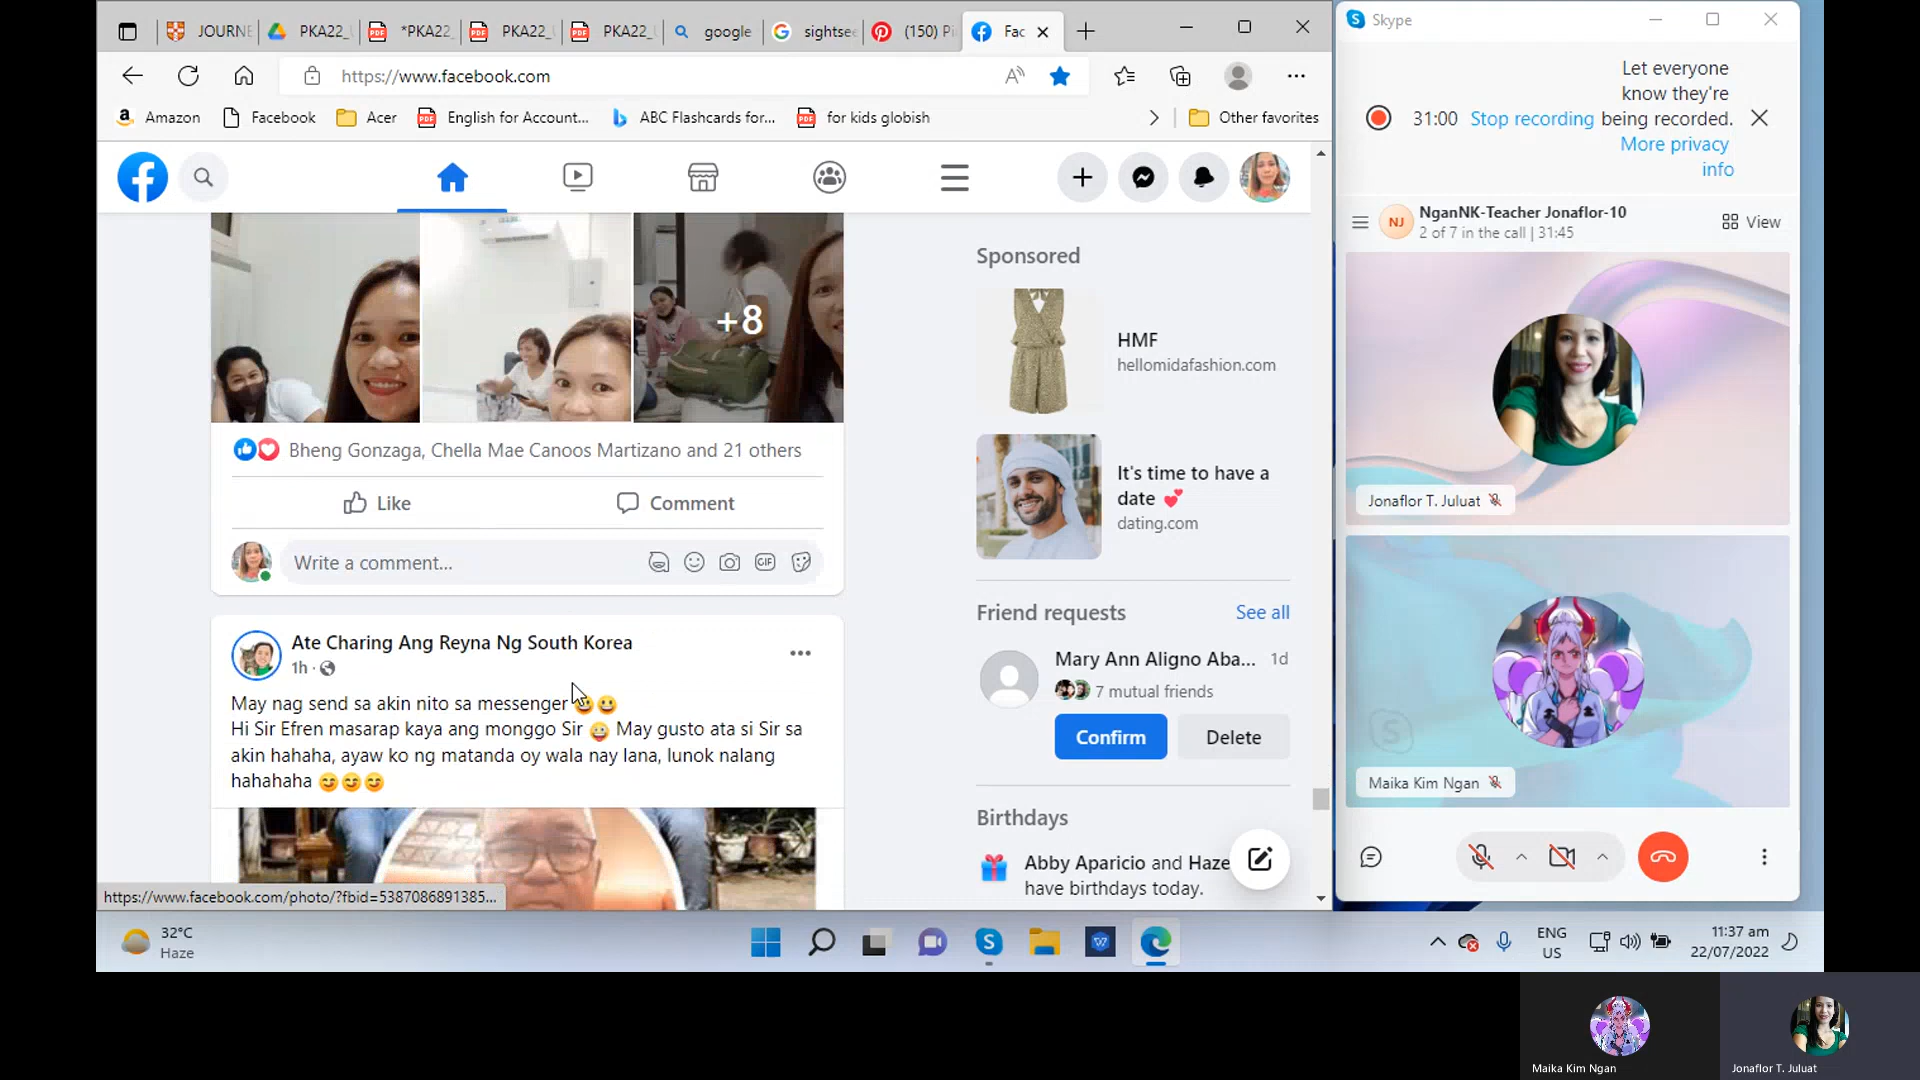 JOURNE
PKA22_
*PKA22_
PKA22_
PKA22_
google
sightsee
(150) Pi
Fac
https://www.facebook.com
Amazon
Facebook
Acer
English for Account...
ABC Flashcards for...
for kids globish
Other favorites
+8
Bheng Gonzaga, Chella Mae Canoos Martizano and 21 others
Like
Comment
Write a comment...
GIF
Ate Charing Ang Reyna Ng South Korea
1h ·
May nag send sa akin nito sa messenger 😀😀
Hi Sir Efren masarap kaya ang monggo Sir 😜 May gusto ata si Sir sa
akin hahaha, ayaw ko ng matanda oy wala nay lana, lunok nalang
hahahaha 😊😊😊
https://www.facebook.com/photo/?fbid=5387086891385...
Sponsored
HMF
hellomidafashion.com
It's time to have a
date 💕
dating.com
Friend requests
See all
Mary Ann Aligno Aba...
1d
7 mutual friends
Confirm
Delete
Birthdays
Abby Aparicio and Haze
have birthdays today.
Skype
31:00
Stop recording
Let everyone
know they're
being recorded.
More privacy
info
NJ
NganNK-Teacher Jonaflor-10
2 of 7 in the call | 31:45
View
Jonaflor T. Juluat
Maika Kim Ngan
32°C
Haze
ENG
US
11:37 am
22/07/2022
Maika Kim Ngan
Jonaflor T. Juluat